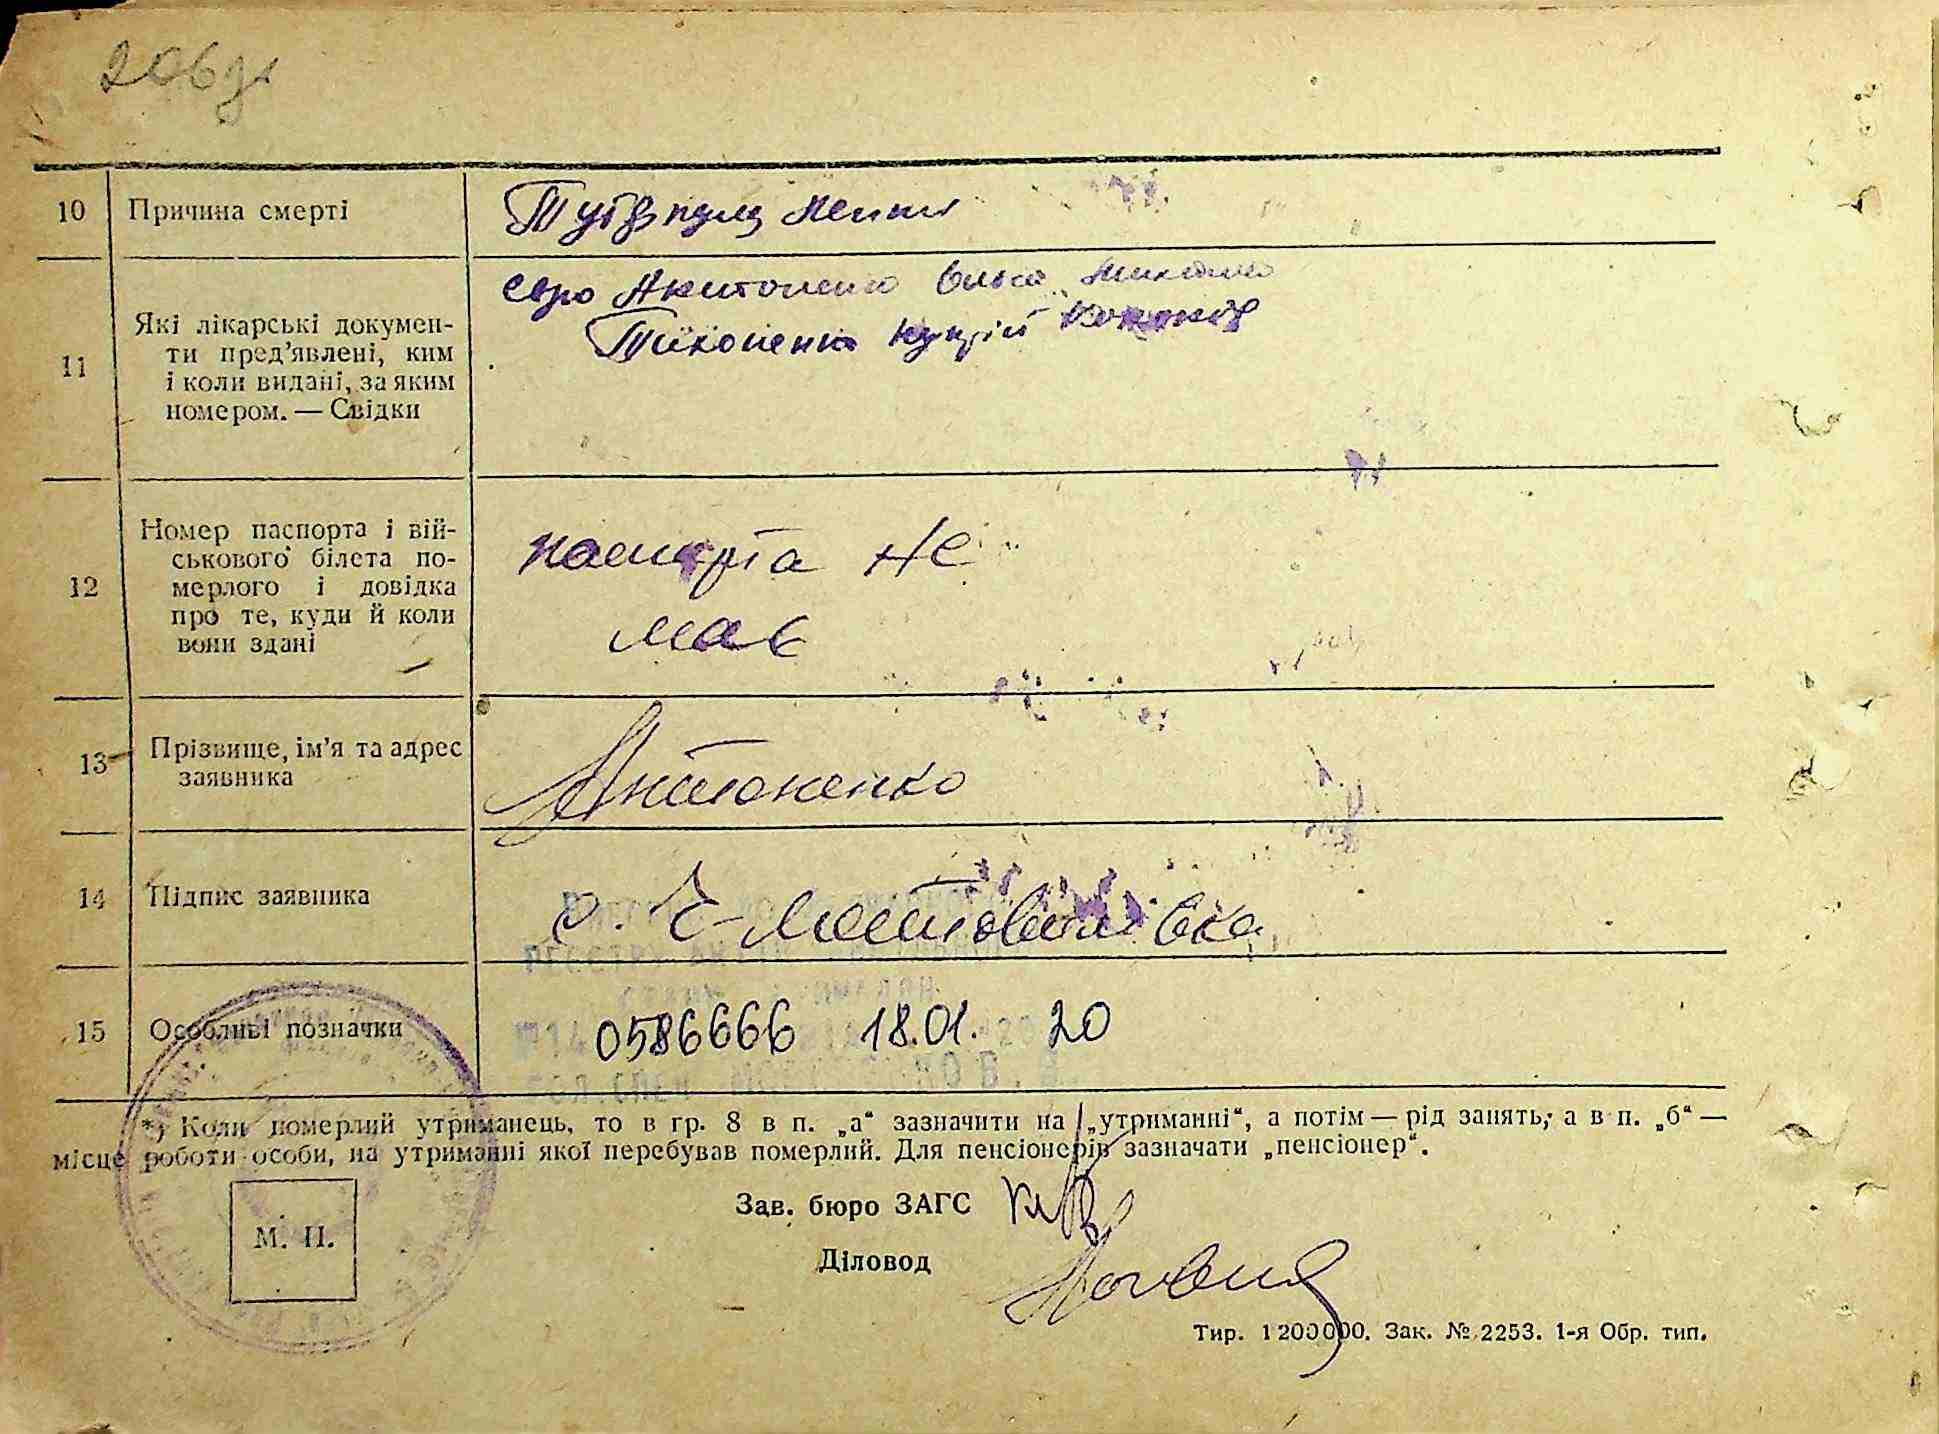 10 Причина смерті
11 Які лікарські докумен-
ти пред’явлені, ким
і коли видані, за яким
номером. — Свідки
Антоненко Ольга
Тихоненко
12 Номер паспорта і вій-
ськового білета по-
мерлого і довідка
про те, куди й коли
вони здані
паспорта не
має
13 Прізвище, ім’я та адрес
заявника
Антоненко
14 Підпис заявника
15 Особливі позначки
0586666 18.01. 20
*) Коли померлий утриманець, то в гр. 8 в п. „а“ зазначити на „утриманні“, а потім — рід занять; а в п. „б“ —
місце роботи особи, на утриманні якої перебував померлий. Для пенсіонерів зазначати „пенсіонер“.
Зав. бюро ЗАГС
М. П.
Діловод
Тир. 1200000. Зак. № 2253. 1-я Обр. тип.